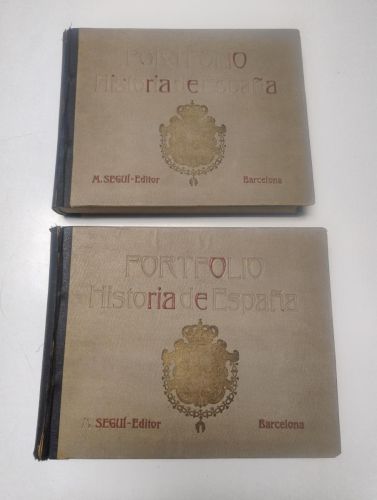 PORTFOLIO
Historia de España
M. SEGUÍ-Editor Barcelona
PORTFOLIO
Historia de España
M. SEGUÍ-Editor Barcelona